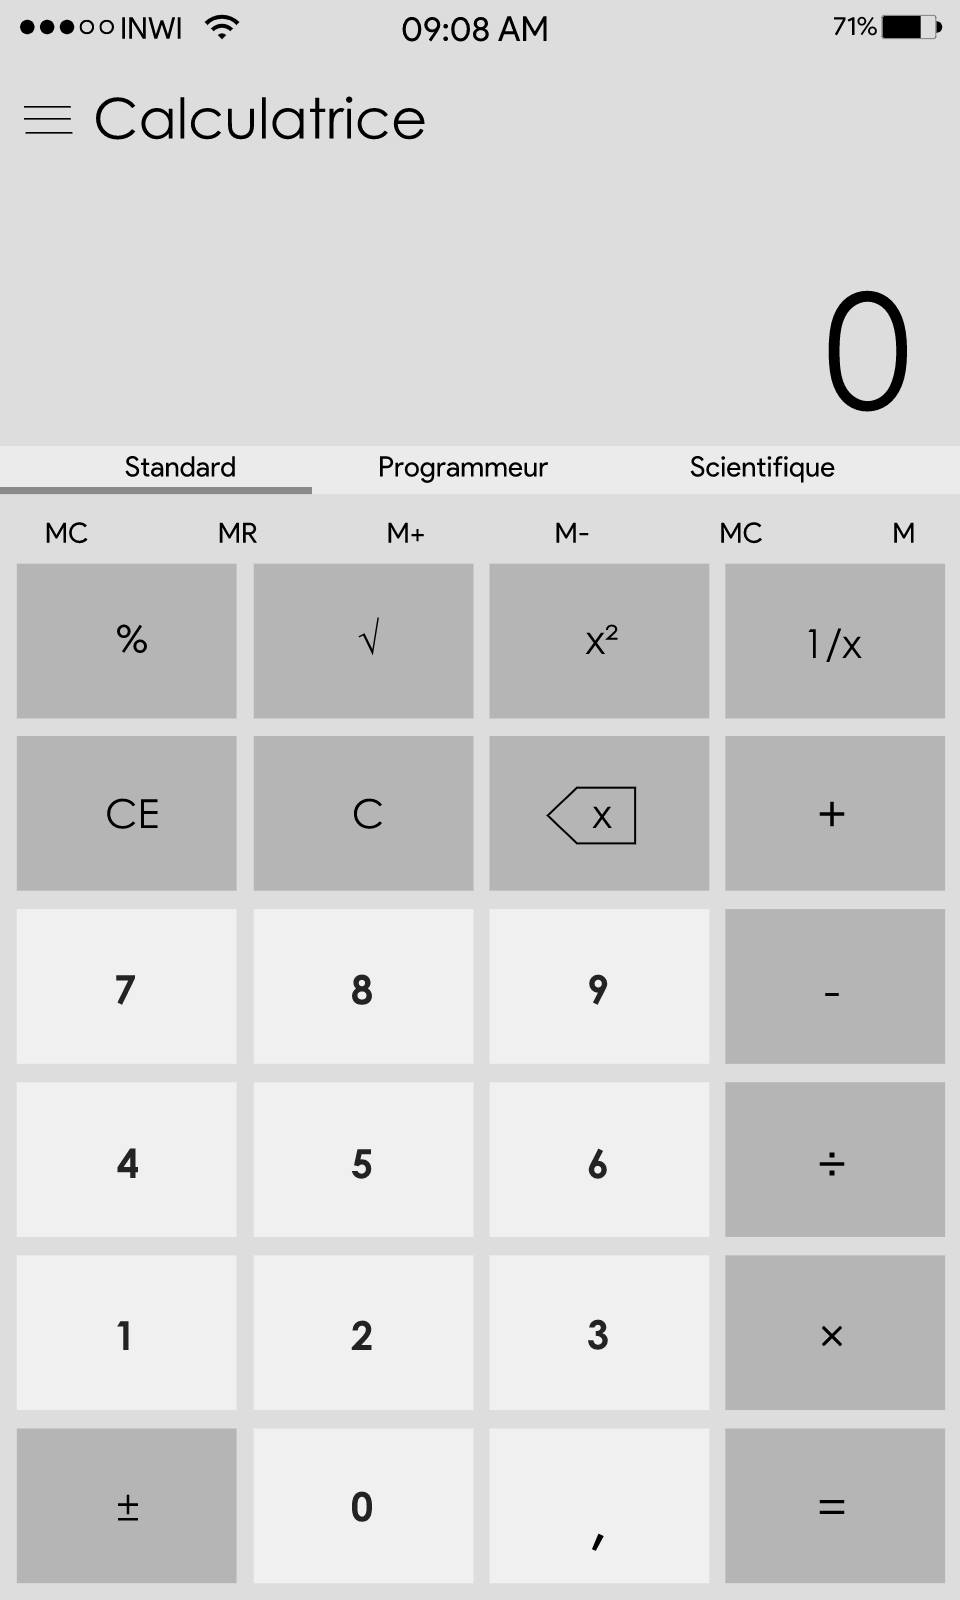 INWI 09:08 AM 71%
Calculatrice
0
Standard Programmeur Scientifique
MC MR M+ M- MC M
% √ x² 1/x
CE C x +
7 8 9 -
4 5 6 ÷
1 2 3 ×
± 0 , =